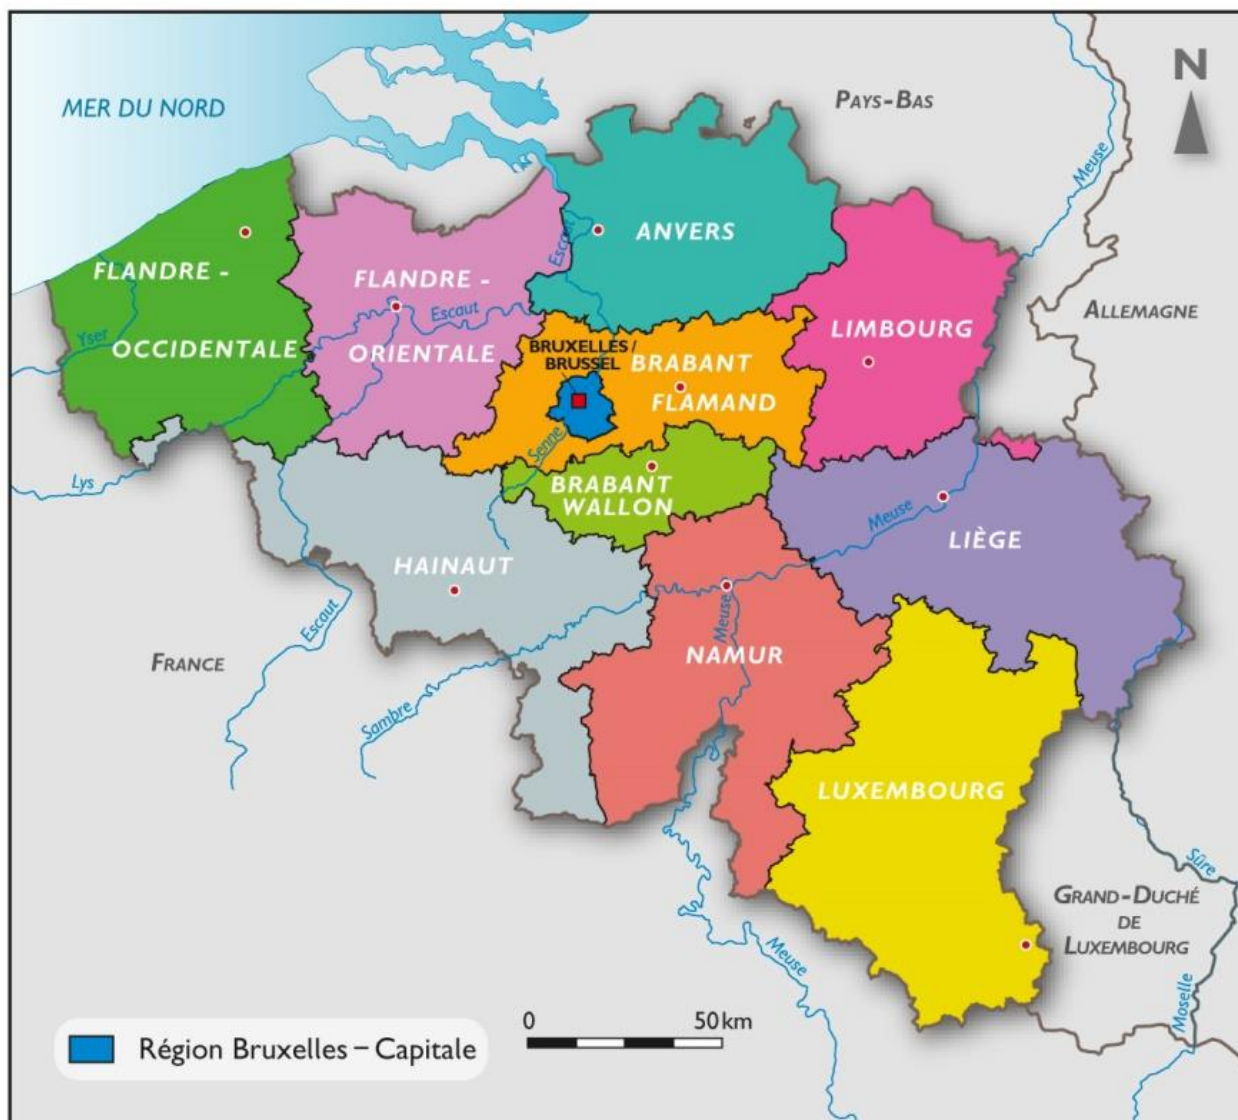 MER DU NORD
PAYS-BAS
N
Meuse
ANVERS
Escaut
FLANDRE -
OCCIDENTALE
FLANDRE -
ORIENTALE
Escaut
Yser
LIMBOURG
ALLEMAGNE
BRUXELLES /
BRUSSEL
BRABANT
FLAMAND
Senne
Lys
BRABANT
WALLON
Meuse
LIÈGE
HAINAUT
Escaut
Meuse
NAMUR
FRANCE
Sambre
LUXEMBOURG
Sûre
GRAND-DUCHÉ
DE
LUXEMBOURG
Meuse
Moselle
0 50 km
Région Bruxelles – Capitale